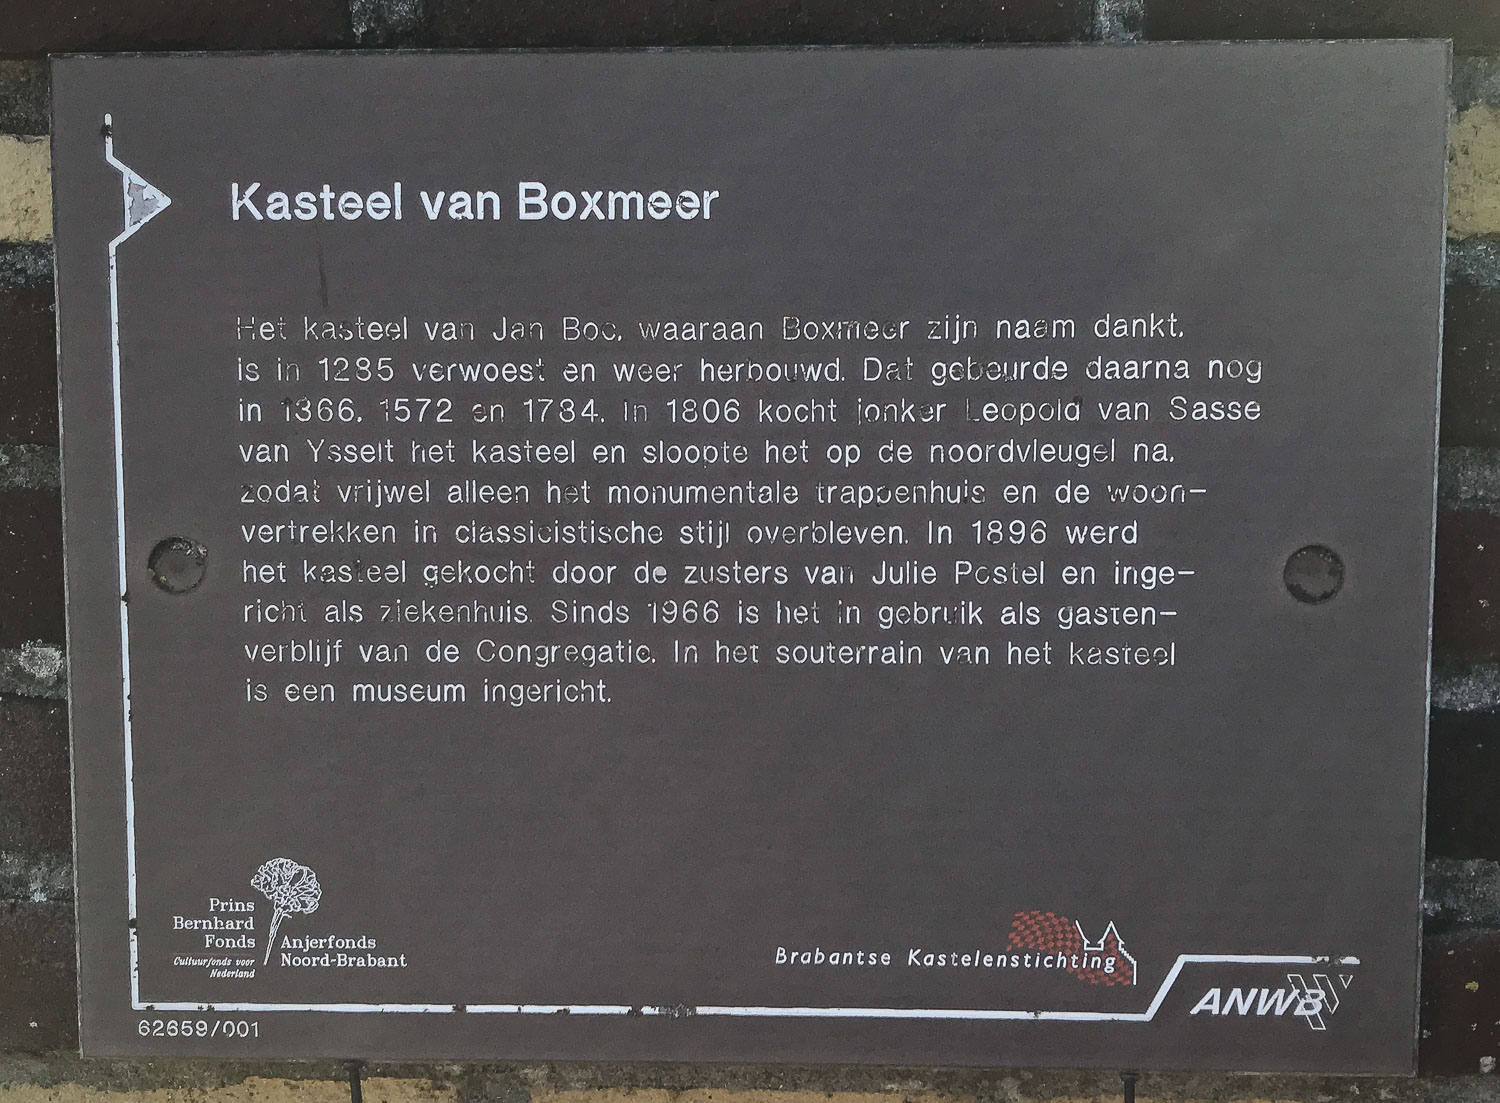 Kasteel van Boxmeer
Het kasteel van Jan Boc, waaraan Boxmeer zijn naam dankt,
is in 1285 verwoest en weer herbouwd. Dat gebeurde daarna nog
in 1366, 1572 en 1784. In 1806 kocht jonker Leopold van Sasse
van Ysselt het kasteel en sloopte het op de noordvleugel na,
zodat vrijwel alleen het monumentale trappenhuis en de woon-
vertrekken in classicistische stijl overbleven. In 1896 werd
het kasteel gekocht door de zusters van Julie Postel en inge-
richt als ziekenhuis. Sinds 1966 is het in gebruik als gasten-
verblijf van de Congregatie. In het souterrain van het kasteel
is een museum ingericht.
Prins
Bernhard
Fonds
Cultuurfonds voor
Nederland
Anjerfonds
Noord-Brabant
Brabantse Kastelenstichting
ANWB
62659/001